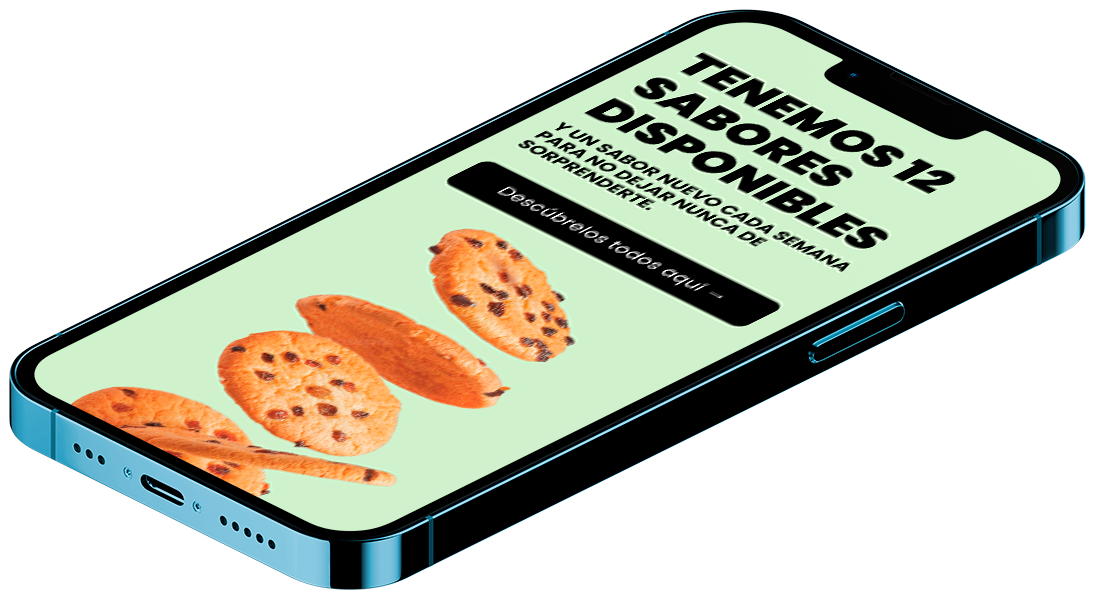 TENEMOS 12
SABORES
DISPONIBLES
Y UN SABOR NUEVO CADA SEMANA
PARA NO DEJAR NUNCA DE
SORPRENDERTE.
Descúbrelos todos aquí →